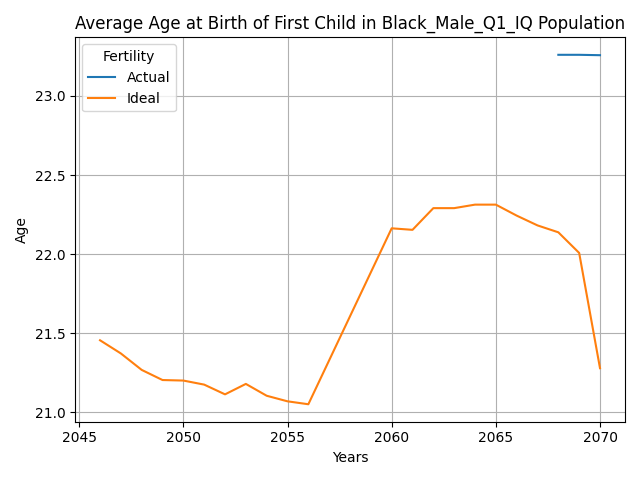 Average Age at Birth of First Child in Black_Male_Q1_IQ Population
Fertility
Actual
Ideal
Age
23.0
22.5
22.0
21.5
21.0
2045 2050 2055 2060 2065 2070
Years